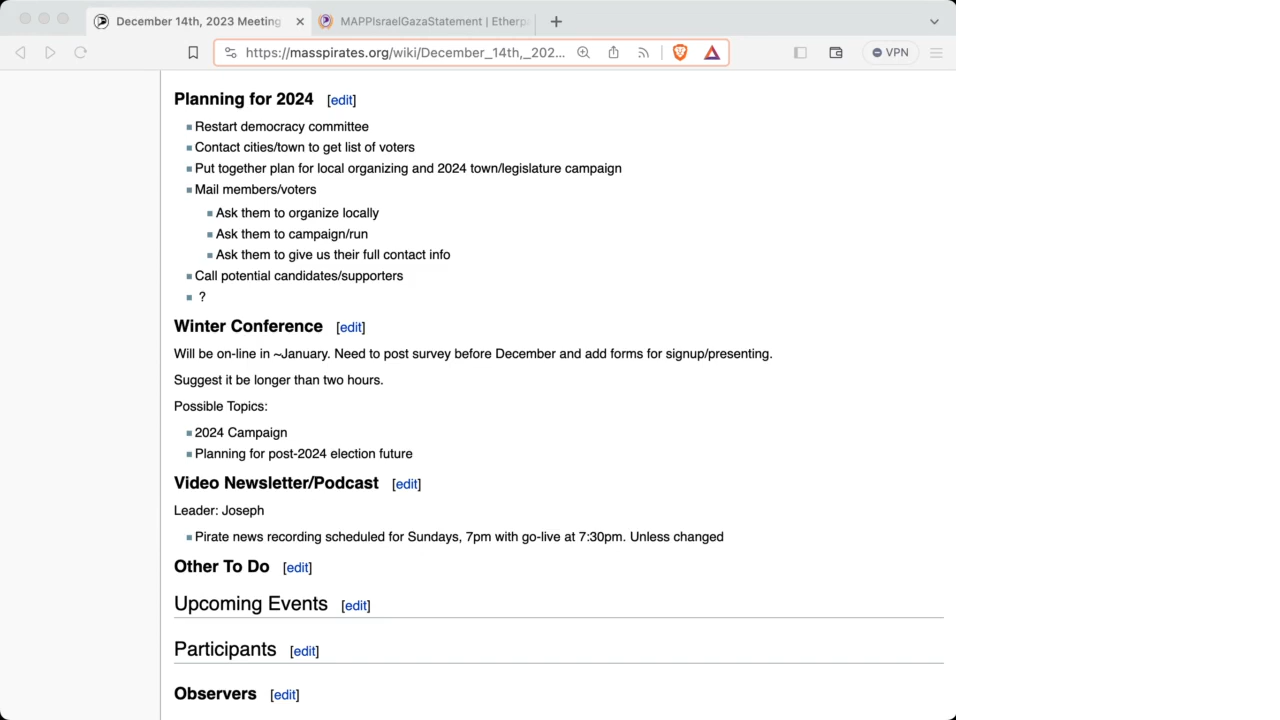 December 14th, 2023 Meeting
MAPPIsraelGazaStatement | Etherpa
https://masspirates.org/wiki/December_14th,_202...
VPN
Planning for 2024 [edit]
Restart democracy committee
Contact cities/town to get list of voters
Put together plan for local organizing and 2024 town/legislature campaign
Mail members/voters
Ask them to organize locally
Ask them to campaign/run
Ask them to give us their full contact info
Call potential candidates/supporters
?
Winter Conference [edit]
Will be on-line in ~January. Need to post survey before December and add forms for signup/presenting.
Suggest it be longer than two hours.
Possible Topics:
2024 Campaign
Planning for post-2024 election future
Video Newsletter/Podcast [edit]
Leader: Joseph
Pirate news recording scheduled for Sundays, 7pm with go-live at 7:30pm. Unless changed
Other To Do [edit]
Upcoming Events [edit]
Participants [edit]
Observers [edit]